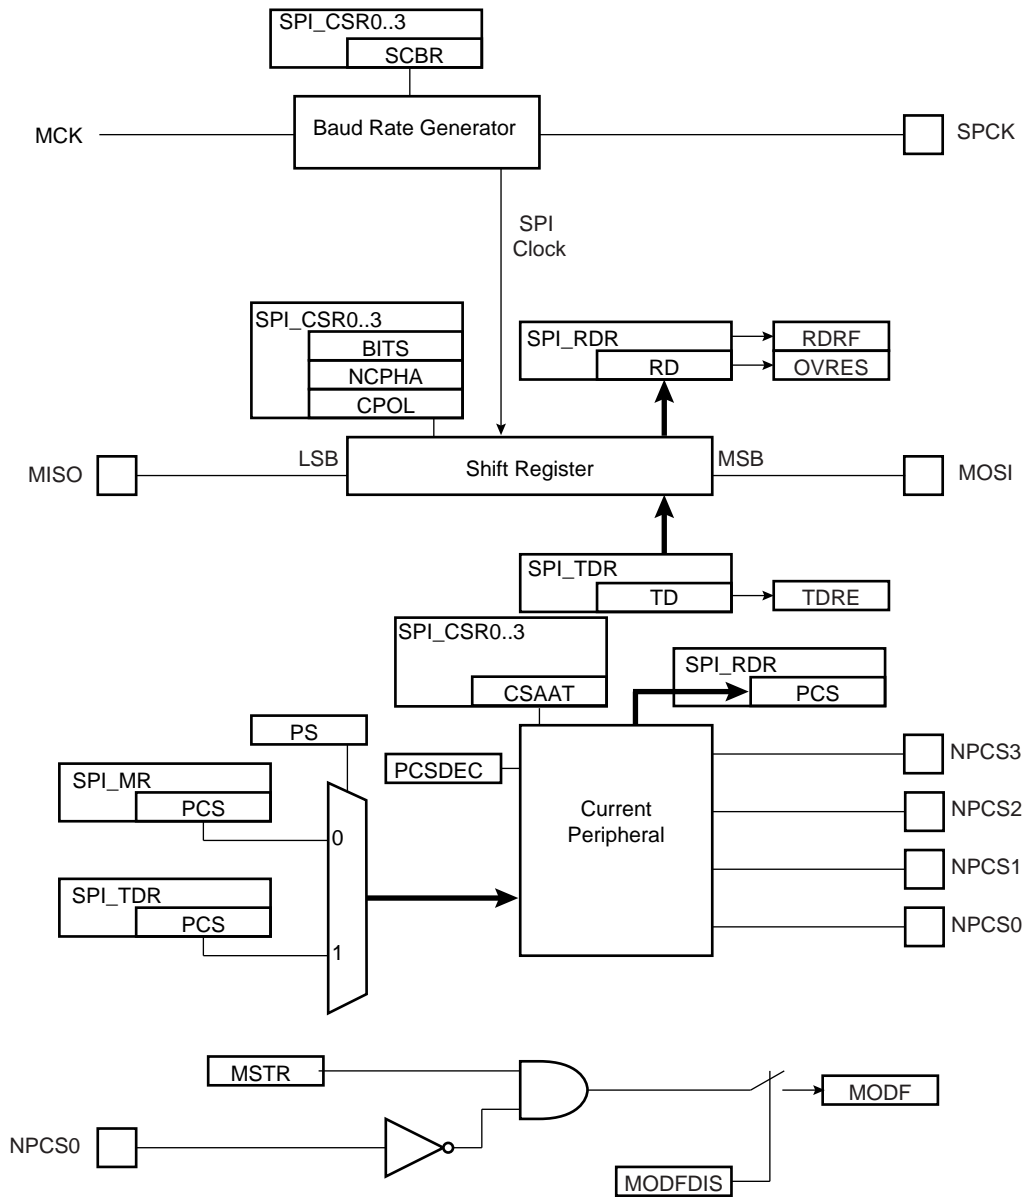 SPI_CSR0..3
SCBR
MCK
Baud Rate Generator
SPCK
SPI
Clock
SPI_CSR0..3
BITS
NCPHA
CPOL
SPI_RDR
RD
RDRF
OVRES
MISO
LSB
Shift Register
MSB
MOSI
SPI_TDR
TD
TDRE
SPI_CSR0..3
CSAAT
SPI_RDR
PCS
PS
PCSDEC
Current
Peripheral
NPCS3
NPCS2
NPCS1
NPCS0
SPI_MR
PCS
0
SPI_TDR
PCS
1
MSTR
MODF
NPCS0
MODFDIS